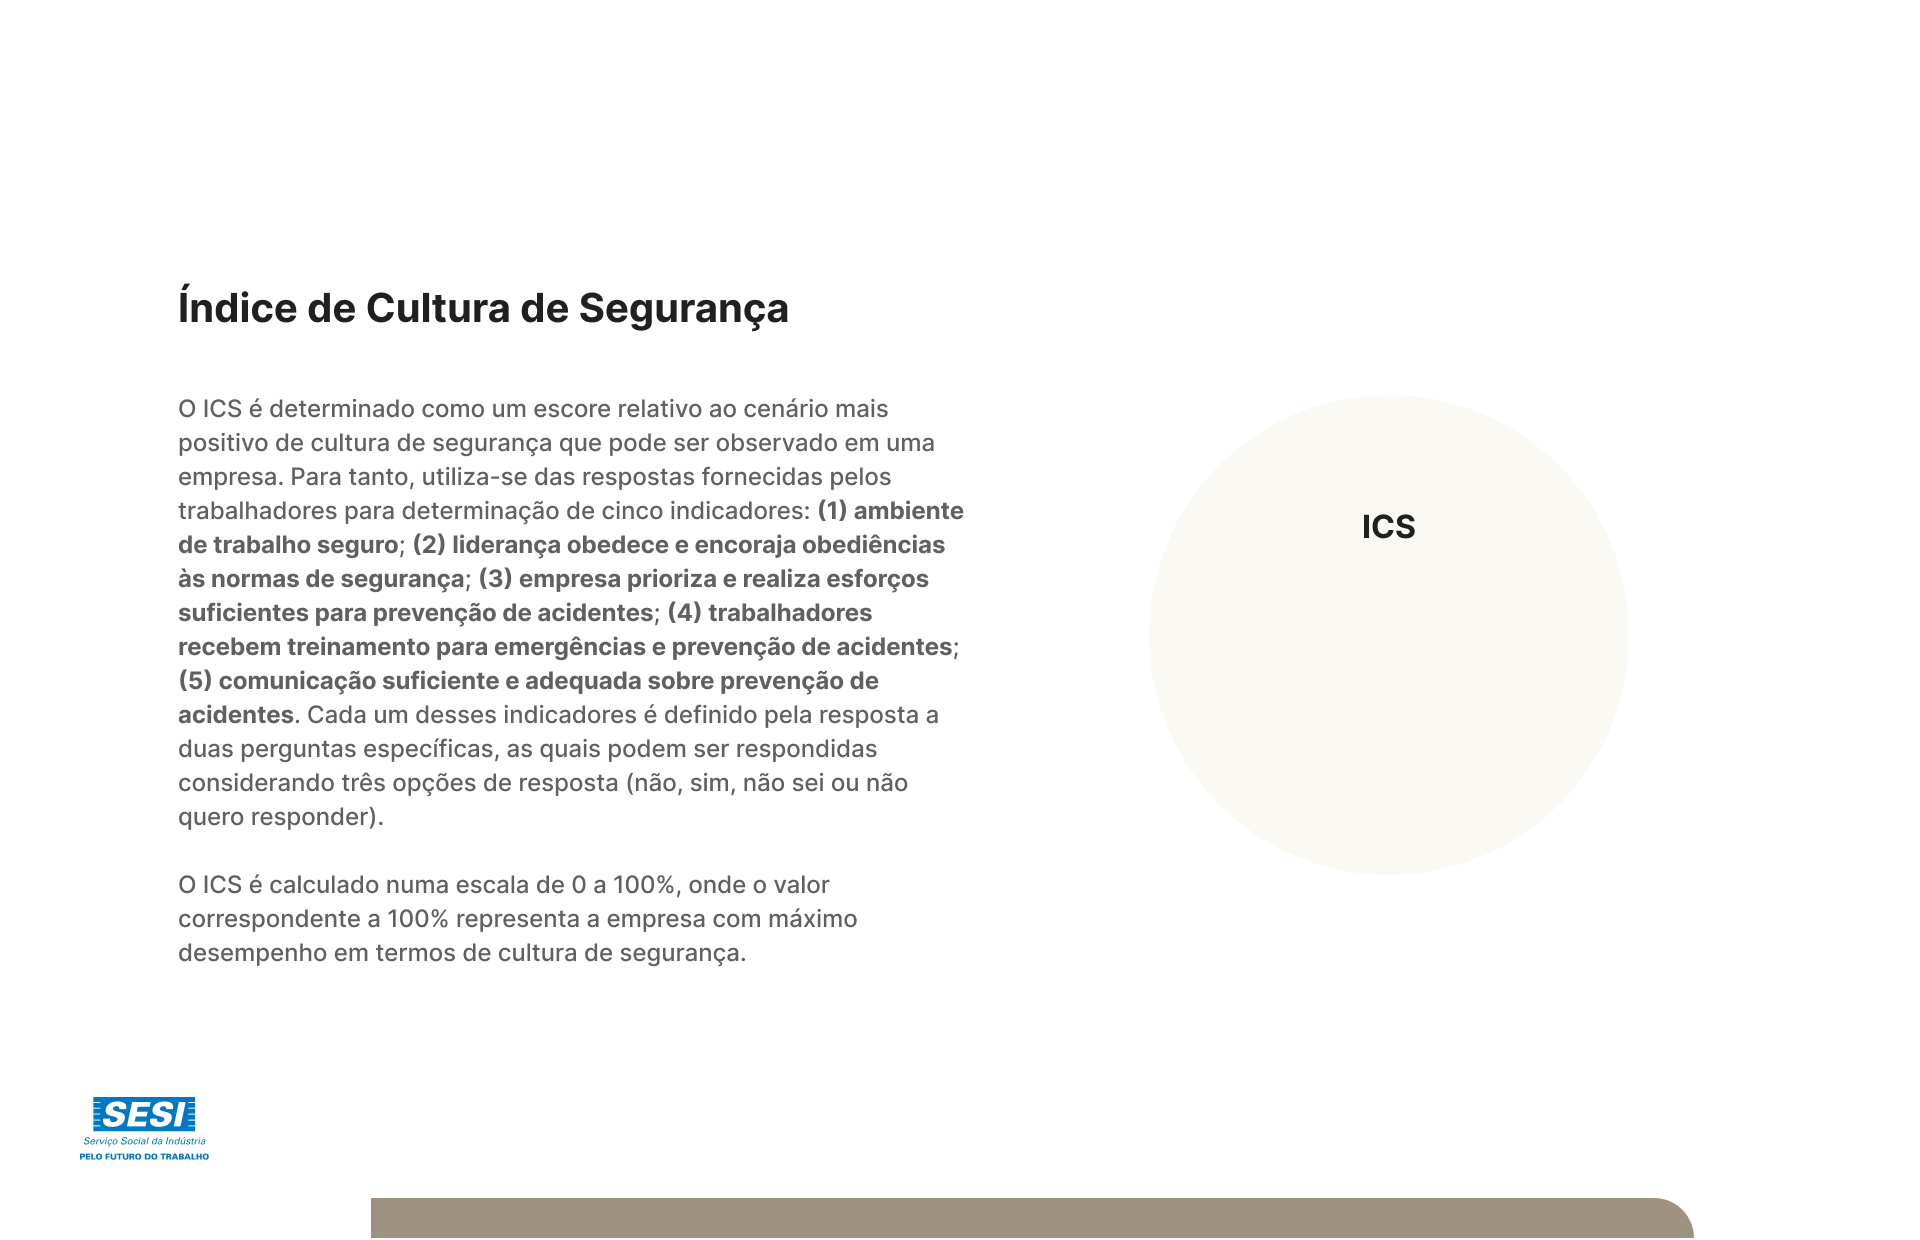 Índice de Cultura de Segurança
O ICS é determinado como um escore relativo ao cenário mais
positivo de cultura de segurança que pode ser observado em uma
empresa. Para tanto, utiliza-se das respostas fornecidas pelos
trabalhadores para determinação de cinco indicadores: (1) ambiente
de trabalho seguro; (2) liderança obedece e encoraja obediências
às normas de segurança; (3) empresa prioriza e realiza esforços
suficientes para prevenção de acidentes; (4) trabalhadores
recebem treinamento para emergências e prevenção de acidentes;
(5) comunicação suficiente e adequada sobre prevenção de
acidentes. Cada um desses indicadores é definido pela resposta a
duas perguntas específicas, as quais podem ser respondidas
considerando três opções de resposta (não, sim, não sei ou não
quero responder).
O ICS é calculado numa escala de 0 a 100%, onde o valor
correspondente a 100% representa a empresa com máximo
desempenho em termos de cultura de segurança.
ICS
SESI
Serviço Social da Indústria
PELO FUTURO DO TRABALHO